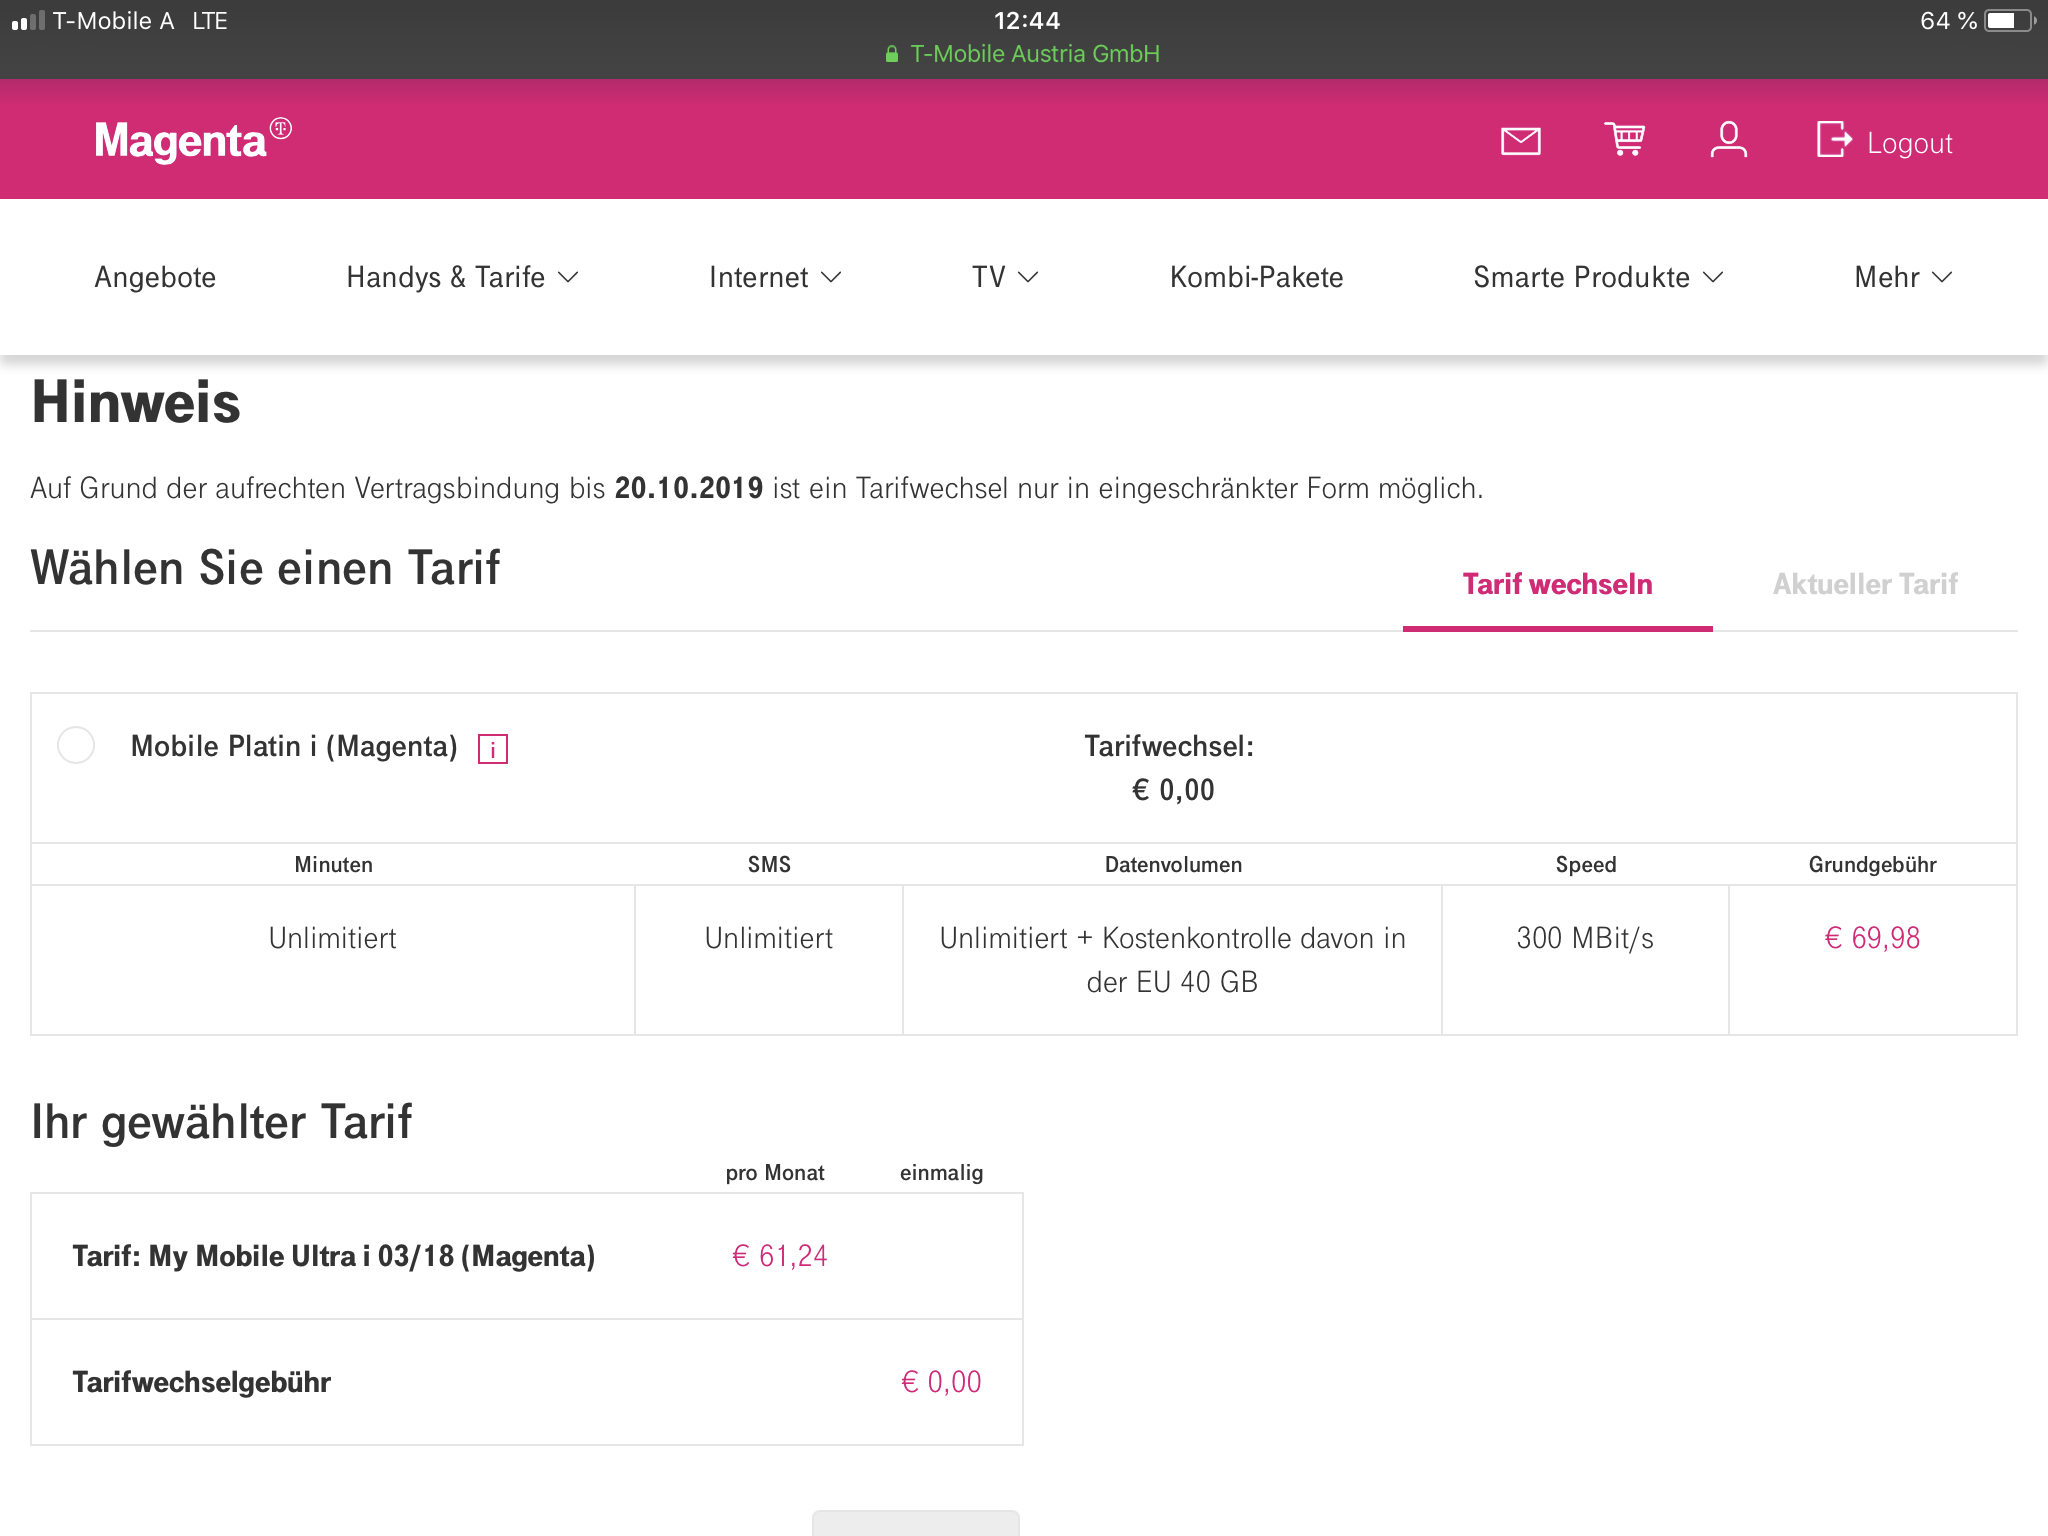 T-Mobile A LTE 12:44 64 %
T-Mobile Austria GmbH
Magenta
Logout
Angebote Handys & Tarife Internet TV Kombi-Pakete Smarte Produkte Mehr
Hinweis
Auf Grund der aufrechten Vertragsbindung bis 20.10.2019 ist ein Tarifwechsel nur in eingeschränkter Form möglich.
Wählen Sie einen Tarif
Tarif wechseln Aktueller Tarif
Mobile Platin i (Magenta) i Tarifwechsel:
€ 0,00
Minuten SMS Datenvolumen Speed Grundgebühr
Unlimitiert Unlimitiert Unlimitiert + Kostenkontrolle davon in 300 MBit/s € 69,98
der EU 40 GB
Ihr gewählter Tarif
pro Monat einmalig
Tarif: My Mobile Ultra i 03/18 (Magenta) € 61,24
Tarifwechselgebühr € 0,00